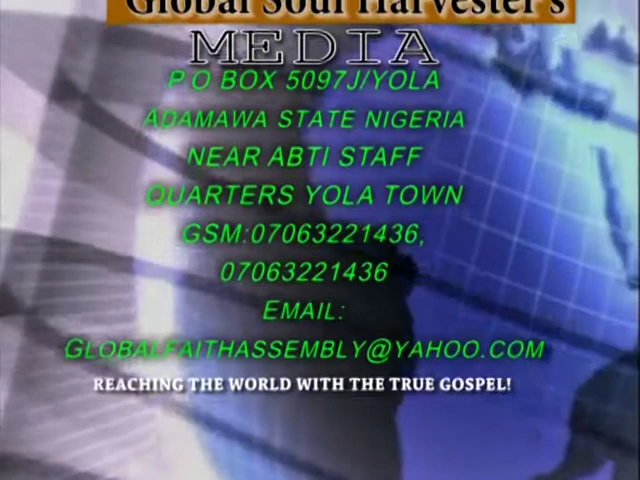 Global Soul Harvester's
MEDIA
P.O BOX 5097J/YOLA
ADAMAWA STATE NIGERIA
NEAR ABTI STAFF
QUARTERS YOLA TOWN
GSM:07063221436,
07063221436
EMAIL:
GLOBALFAITHASSEMBLY@YAHOO.COM
REACHING THE WORLD WITH THE TRUE GOSPEL!